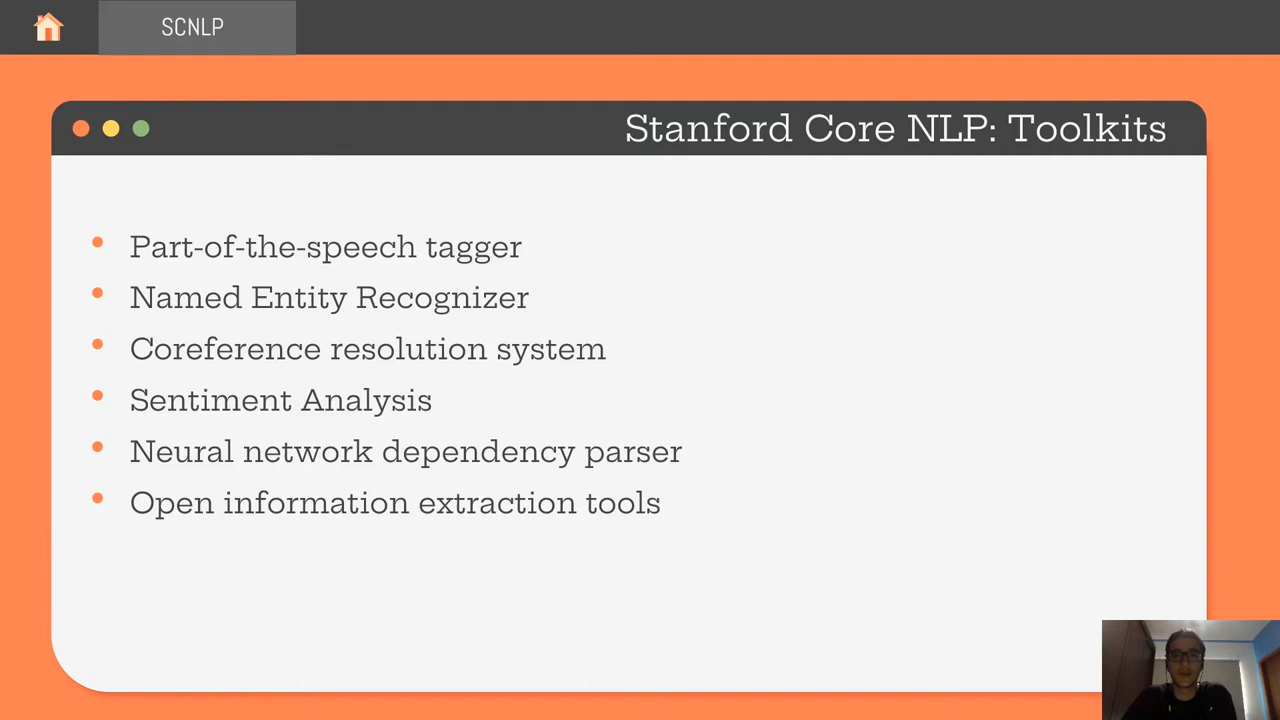 SCNLP
Stanford Core NLP: Toolkits
Part-of-the-speech tagger
Named Entity Recognizer
Coreference resolution system
Sentiment Analysis
Neural network dependency parser
Open information extraction tools